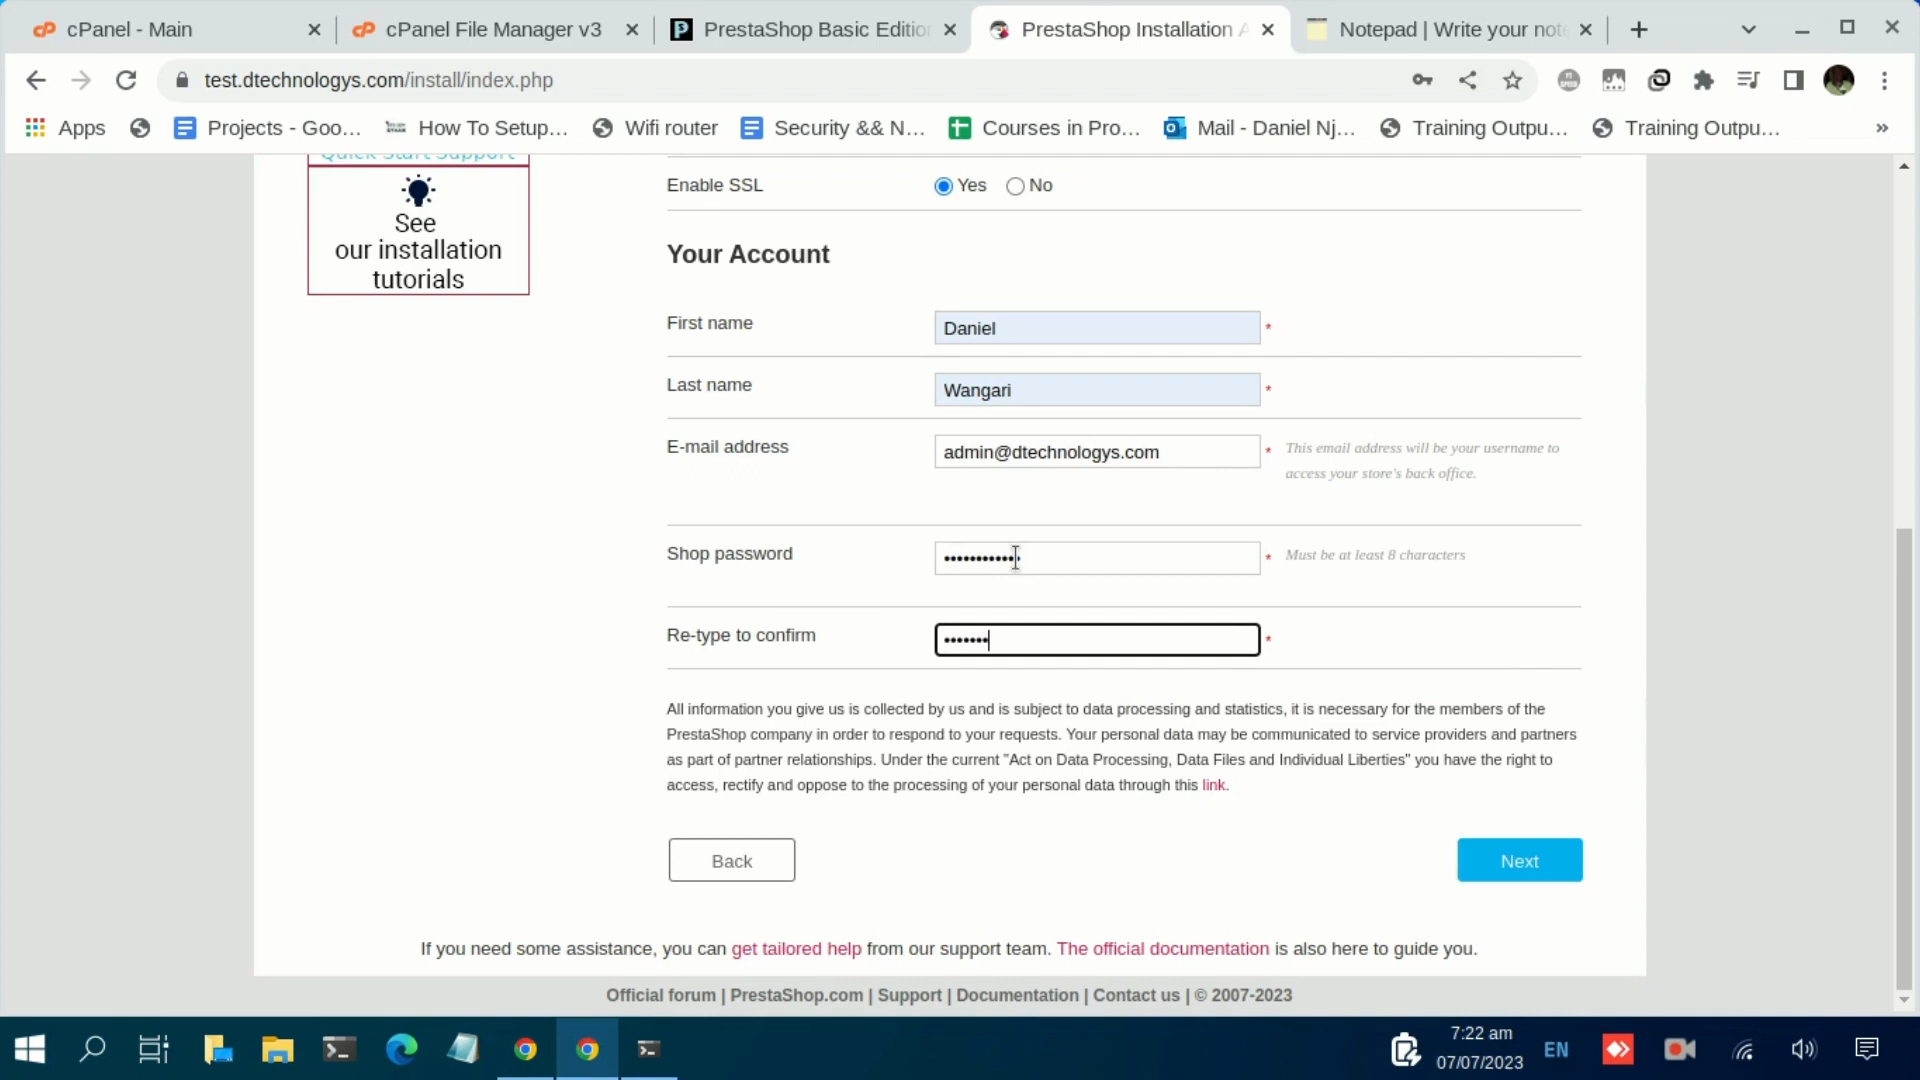 cPanel - Main
cPanel File Manager v3
PrestaShop Basic Editio
PrestaShop Installation A
Notepad | Write your not
test.dtechnologys.com/install/index.php
Apps
Projects - Goo...
How To Setup...
Wifi router
Security && N...
Courses in Pro...
Mail - Daniel Nj...
Training Outpu...
Training Outpu...
»
Quick Start Support
See
our installation
tutorials
Enable SSL
Yes
No
Your Account
First name
Daniel
*
Last name
Wangari
*
E-mail address
admin@dtechnologys.com
*
This email address will be your username to
access your store's back office.
Shop password
*
Must be at least 8 characters
Re-type to confirm
*
All information you give us is collected by us and is subject to data processing and statistics, it is necessary for the members of the
PrestaShop company in order to respond to your requests. Your personal data may be communicated to service providers and partners
as part of partner relationships. Under the current "Act on Data Processing, Data Files and Individual Liberties" you have the right to
access, rectify and oppose to the processing of your personal data through this link.
Back
Next
If you need some assistance, you can get tailored help from our support team. The official documentation is also here to guide you.
Official forum | PrestaShop.com | Support | Documentation | Contact us | © 2007-2023
7:22 am
07/07/2023
EN